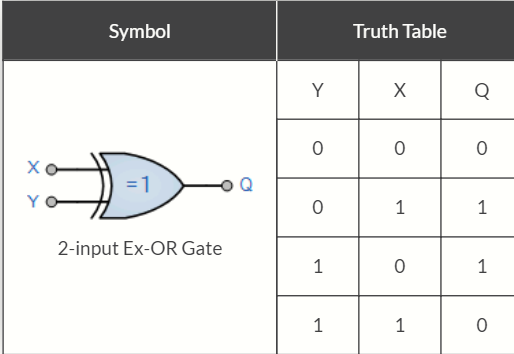 Symbol Truth Table
Y X Q
0 0 0
X
=1 Q
Y
0 1 1
2-input Ex-OR Gate
1 0 1
1 1 0